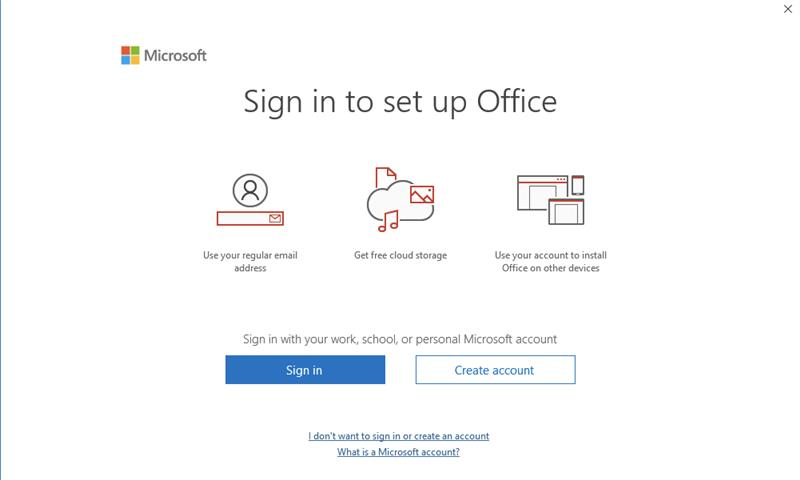 Microsoft
Sign in to set up Office
Use your regular email
address
Get free cloud storage
Use your account to install
Office on other devices
Sign in with your work, school, or personal Microsoft account
Sign in
Create account
I don't want to sign in or create an account
What is a Microsoft account?